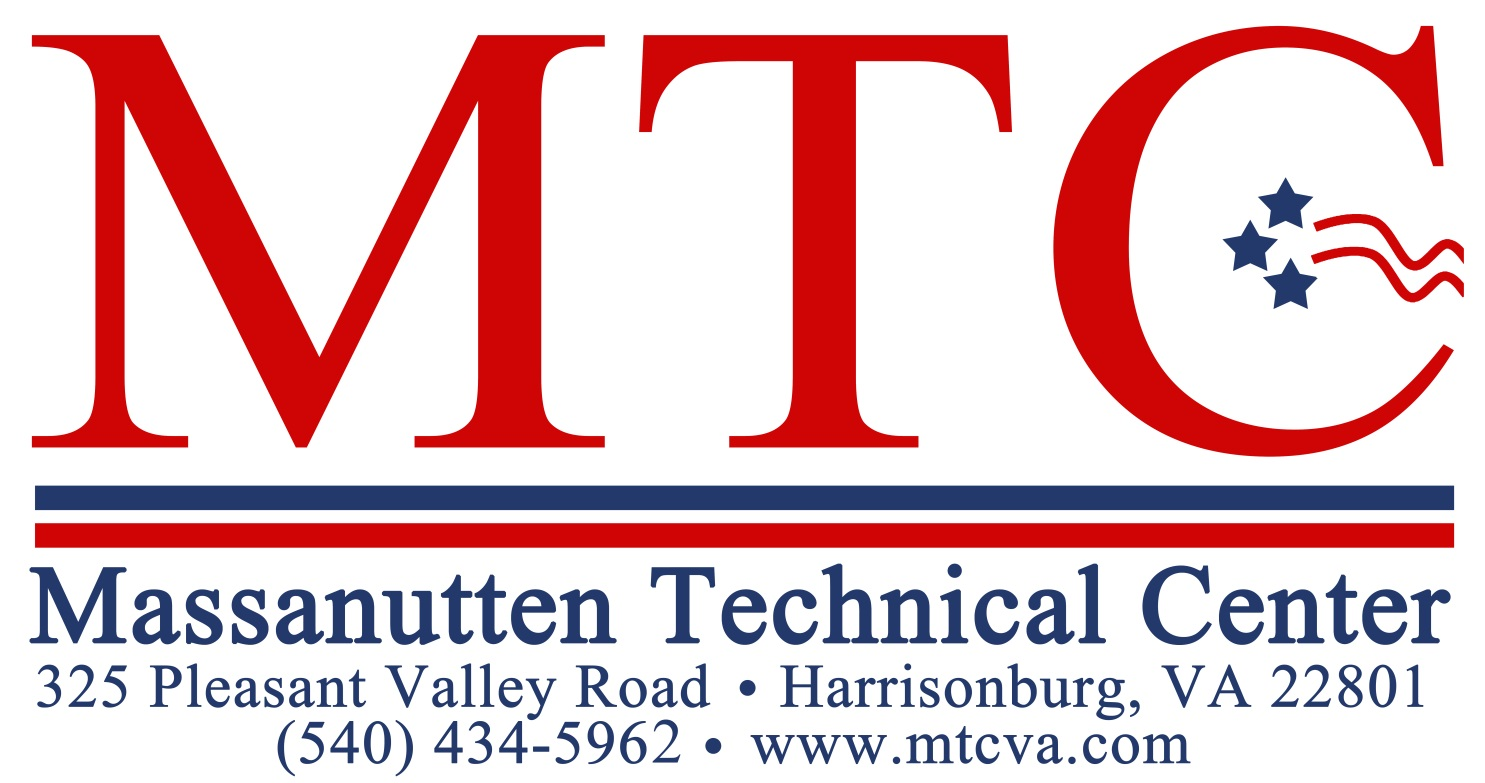 MTC
Massanutten Technical Center
325 Pleasant Valley Road • Harrisonburg, VA 22801
(540) 434-5962 • www.mtcva.com